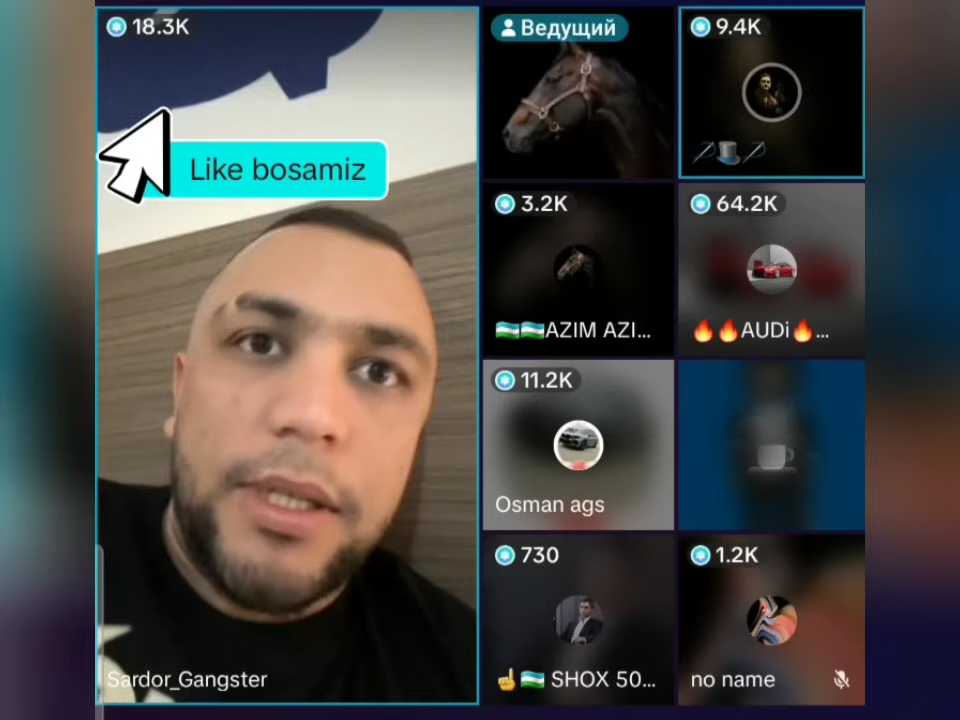 18.3K
Like bosamiz
Sardor_Gangster
Ведущий
9.4K
3.2K
AZIM AZI...
64.2K
AUDi🔥...
11.2K
Osman ags
730
SHOX 50...
1.2K
no name